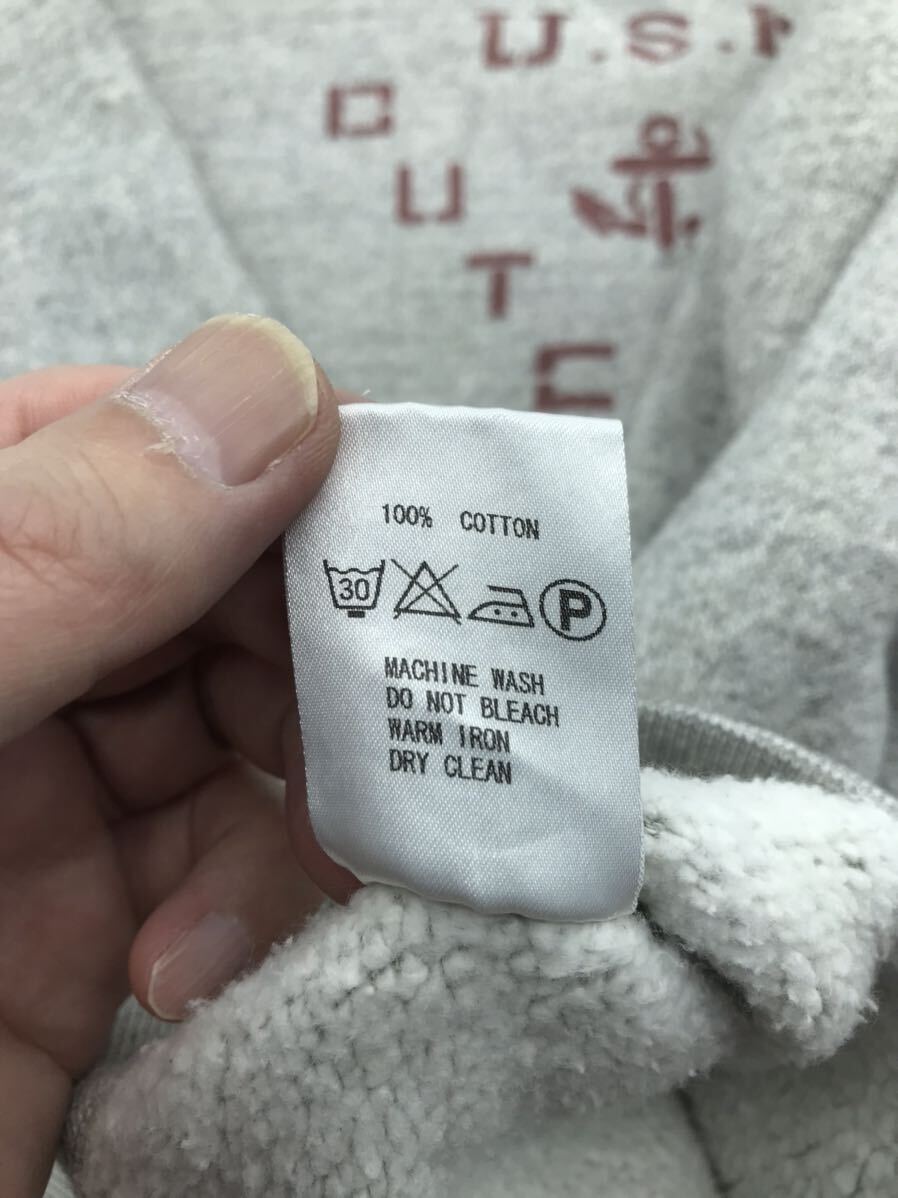 U.S.
C
U
T
E
100% COTTON
30
P
MACHINE WASH
DO NOT BLEACH
WARM IRON
DRY CLEAN